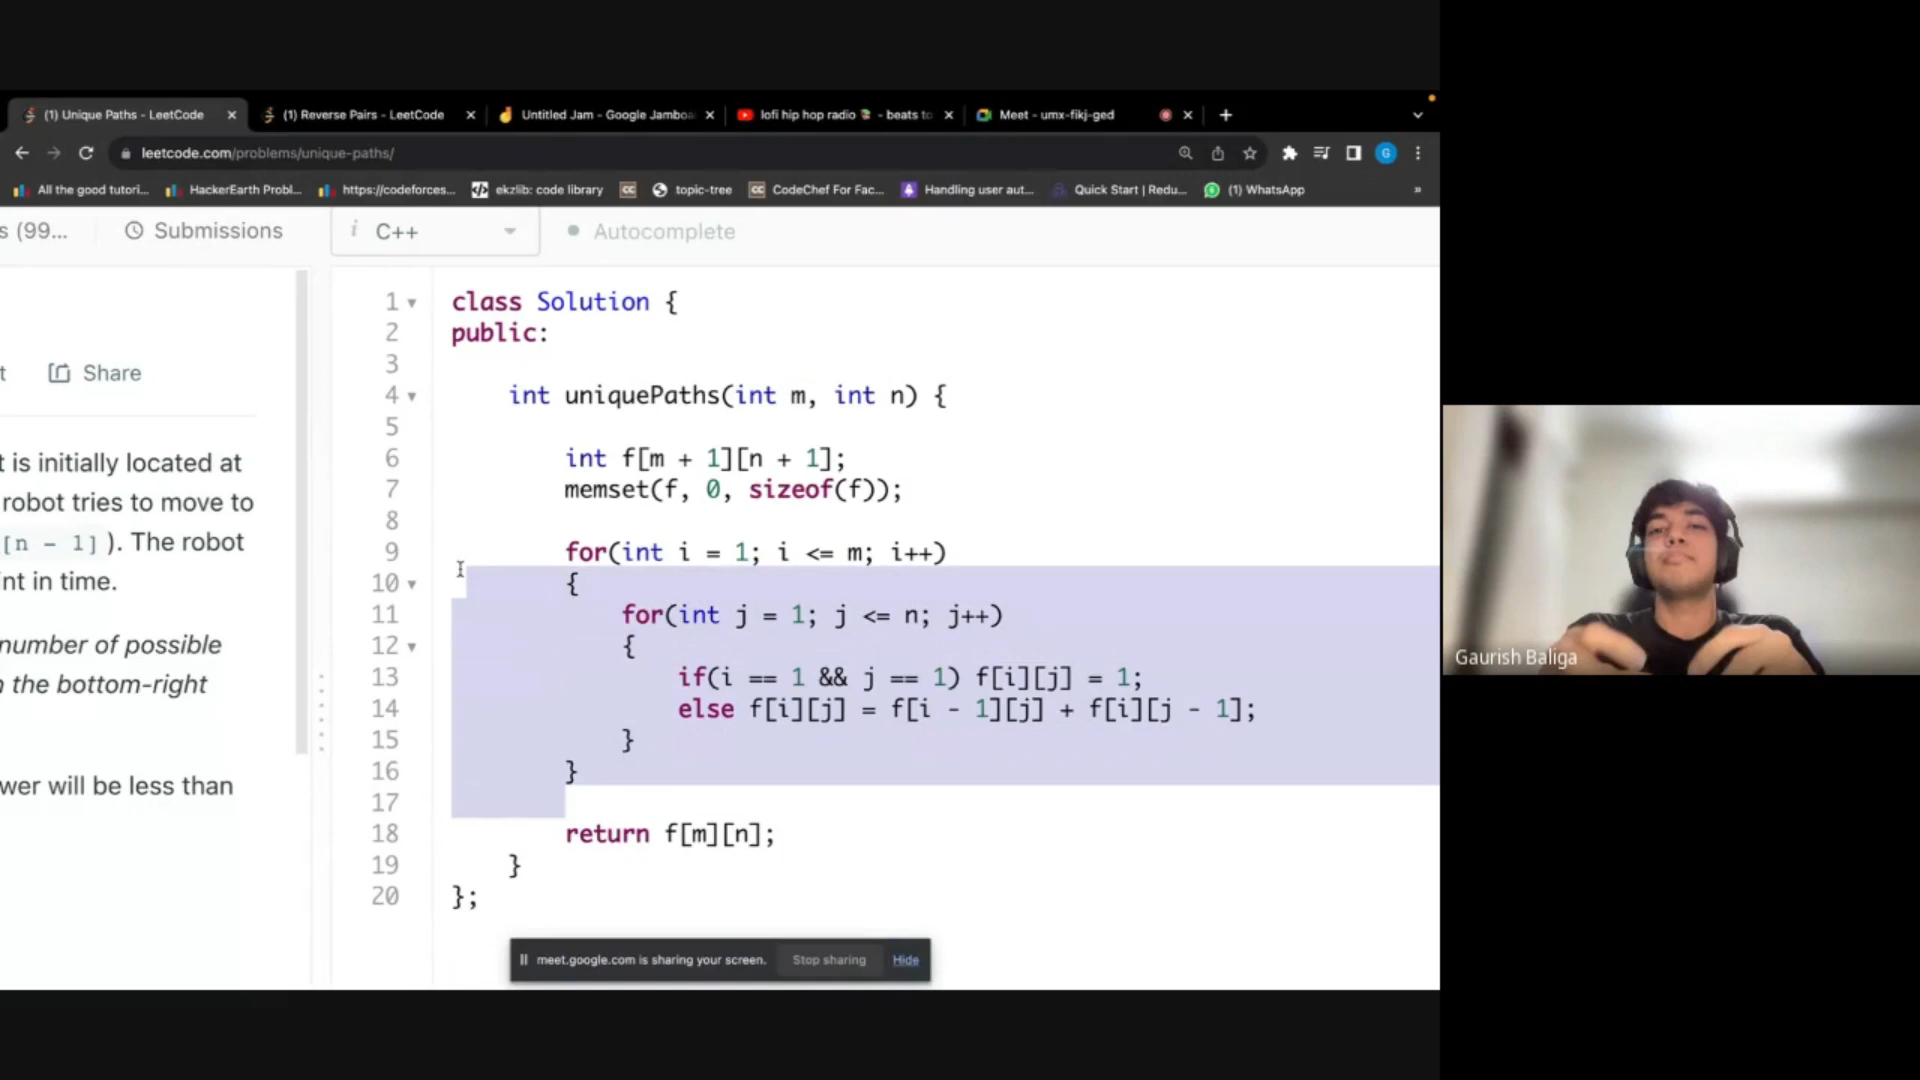 (1) Unique Paths - LeetCode
(1) Reverse Pairs - LeetCode
Untitled Jam - Google Jamboa
lofi hip hop radio - beats to
Meet - umx-fikj-ged
leetcode.com/problems/unique-paths/
G
All the good tutori...
HackerEarth Probl...
https://codeforces...
ekzlib: code library
CC
topic-tree
CC CodeChef For Fac...
Handling user aut...
Quick Start | Redu...
(1) WhatsApp
»
s (99...
Submissions
i C++
Autocomplete
t
Share
t is initially located at
robot tries to move to
[n - 1] ). The robot
nt in time.
number of possible
n the bottom-right
wer will be less than
1 class Solution {
2 public:
3
4 int uniquePaths(int m, int n) {
5
6 int f[m + 1][n + 1];
7 memset(f, 0, sizeof(f));
8
9 for(int i = 1; i <= m; i++)
10 {
11 for(int j = 1; j <= n; j++)
12 {
13 if(i == 1 && j == 1) f[i][j] = 1;
14 else f[i][j] = f[i - 1][j] + f[i][j - 1];
15 }
16 }
17
18 return f[m][n];
19 }
20 };
meet.google.com is sharing your screen.
Stop sharing
Hide
Gaurish Baliga